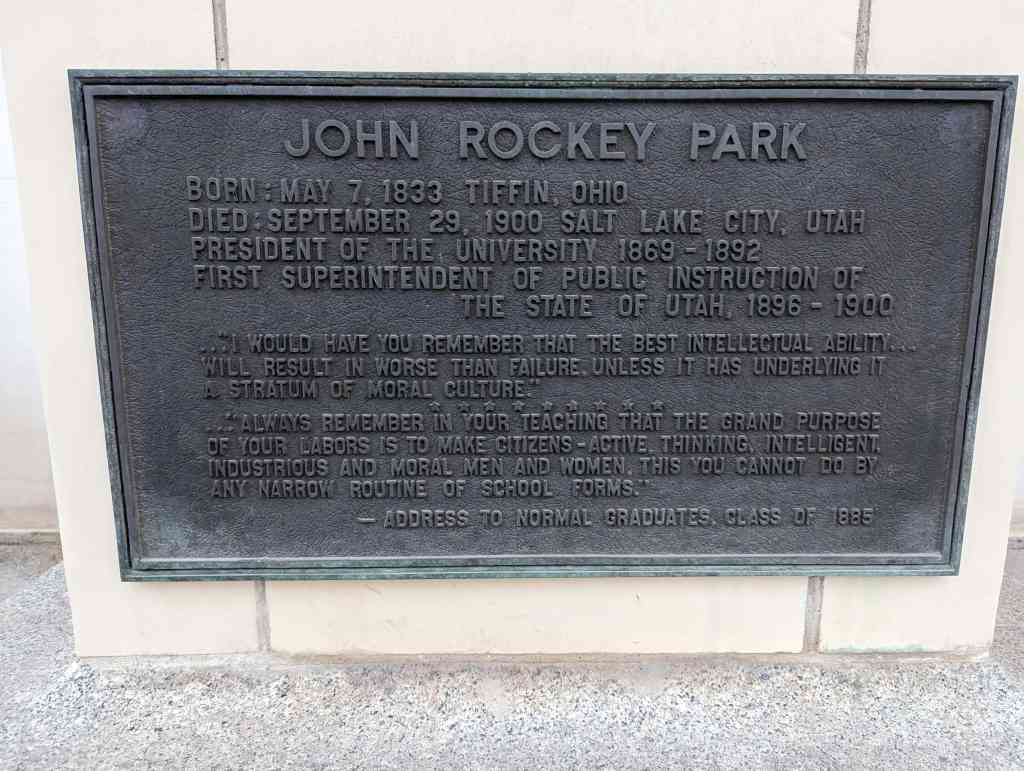 JOHN ROCKEY PARK
BORN: MAY 7, 1833 TIFFIN, OHIO
DIED: SEPTEMBER 29, 1900 SALT LAKE CITY, UTAH
PRESIDENT OF THE UNIVERSITY 1869 - 1892
FIRST SUPERINTENDENT OF PUBLIC INSTRUCTION OF
THE STATE OF UTAH, 1896 - 1900
..."I WOULD HAVE YOU REMEMBER THAT THE BEST INTELLECTUAL ABILITY...
WILL RESULT IN WORSE THAN FAILURE, UNLESS IT HAS UNDERLYING IT
A STRATUM OF MORAL CULTURE."
* * * * * * * * *
..."ALWAYS REMEMBER IN YOUR TEACHING THAT THE GRAND PURPOSE
OF YOUR LABORS IS TO MAKE CITIZENS - ACTIVE, THINKING, INTELLIGENT,
INDUSTRIOUS AND MORAL MEN AND WOMEN. THIS YOU CANNOT DO BY
ANY NARROW ROUTINE OF SCHOOL FORMS."
— ADDRESS TO NORMAL GRADUATES, CLASS OF 1885